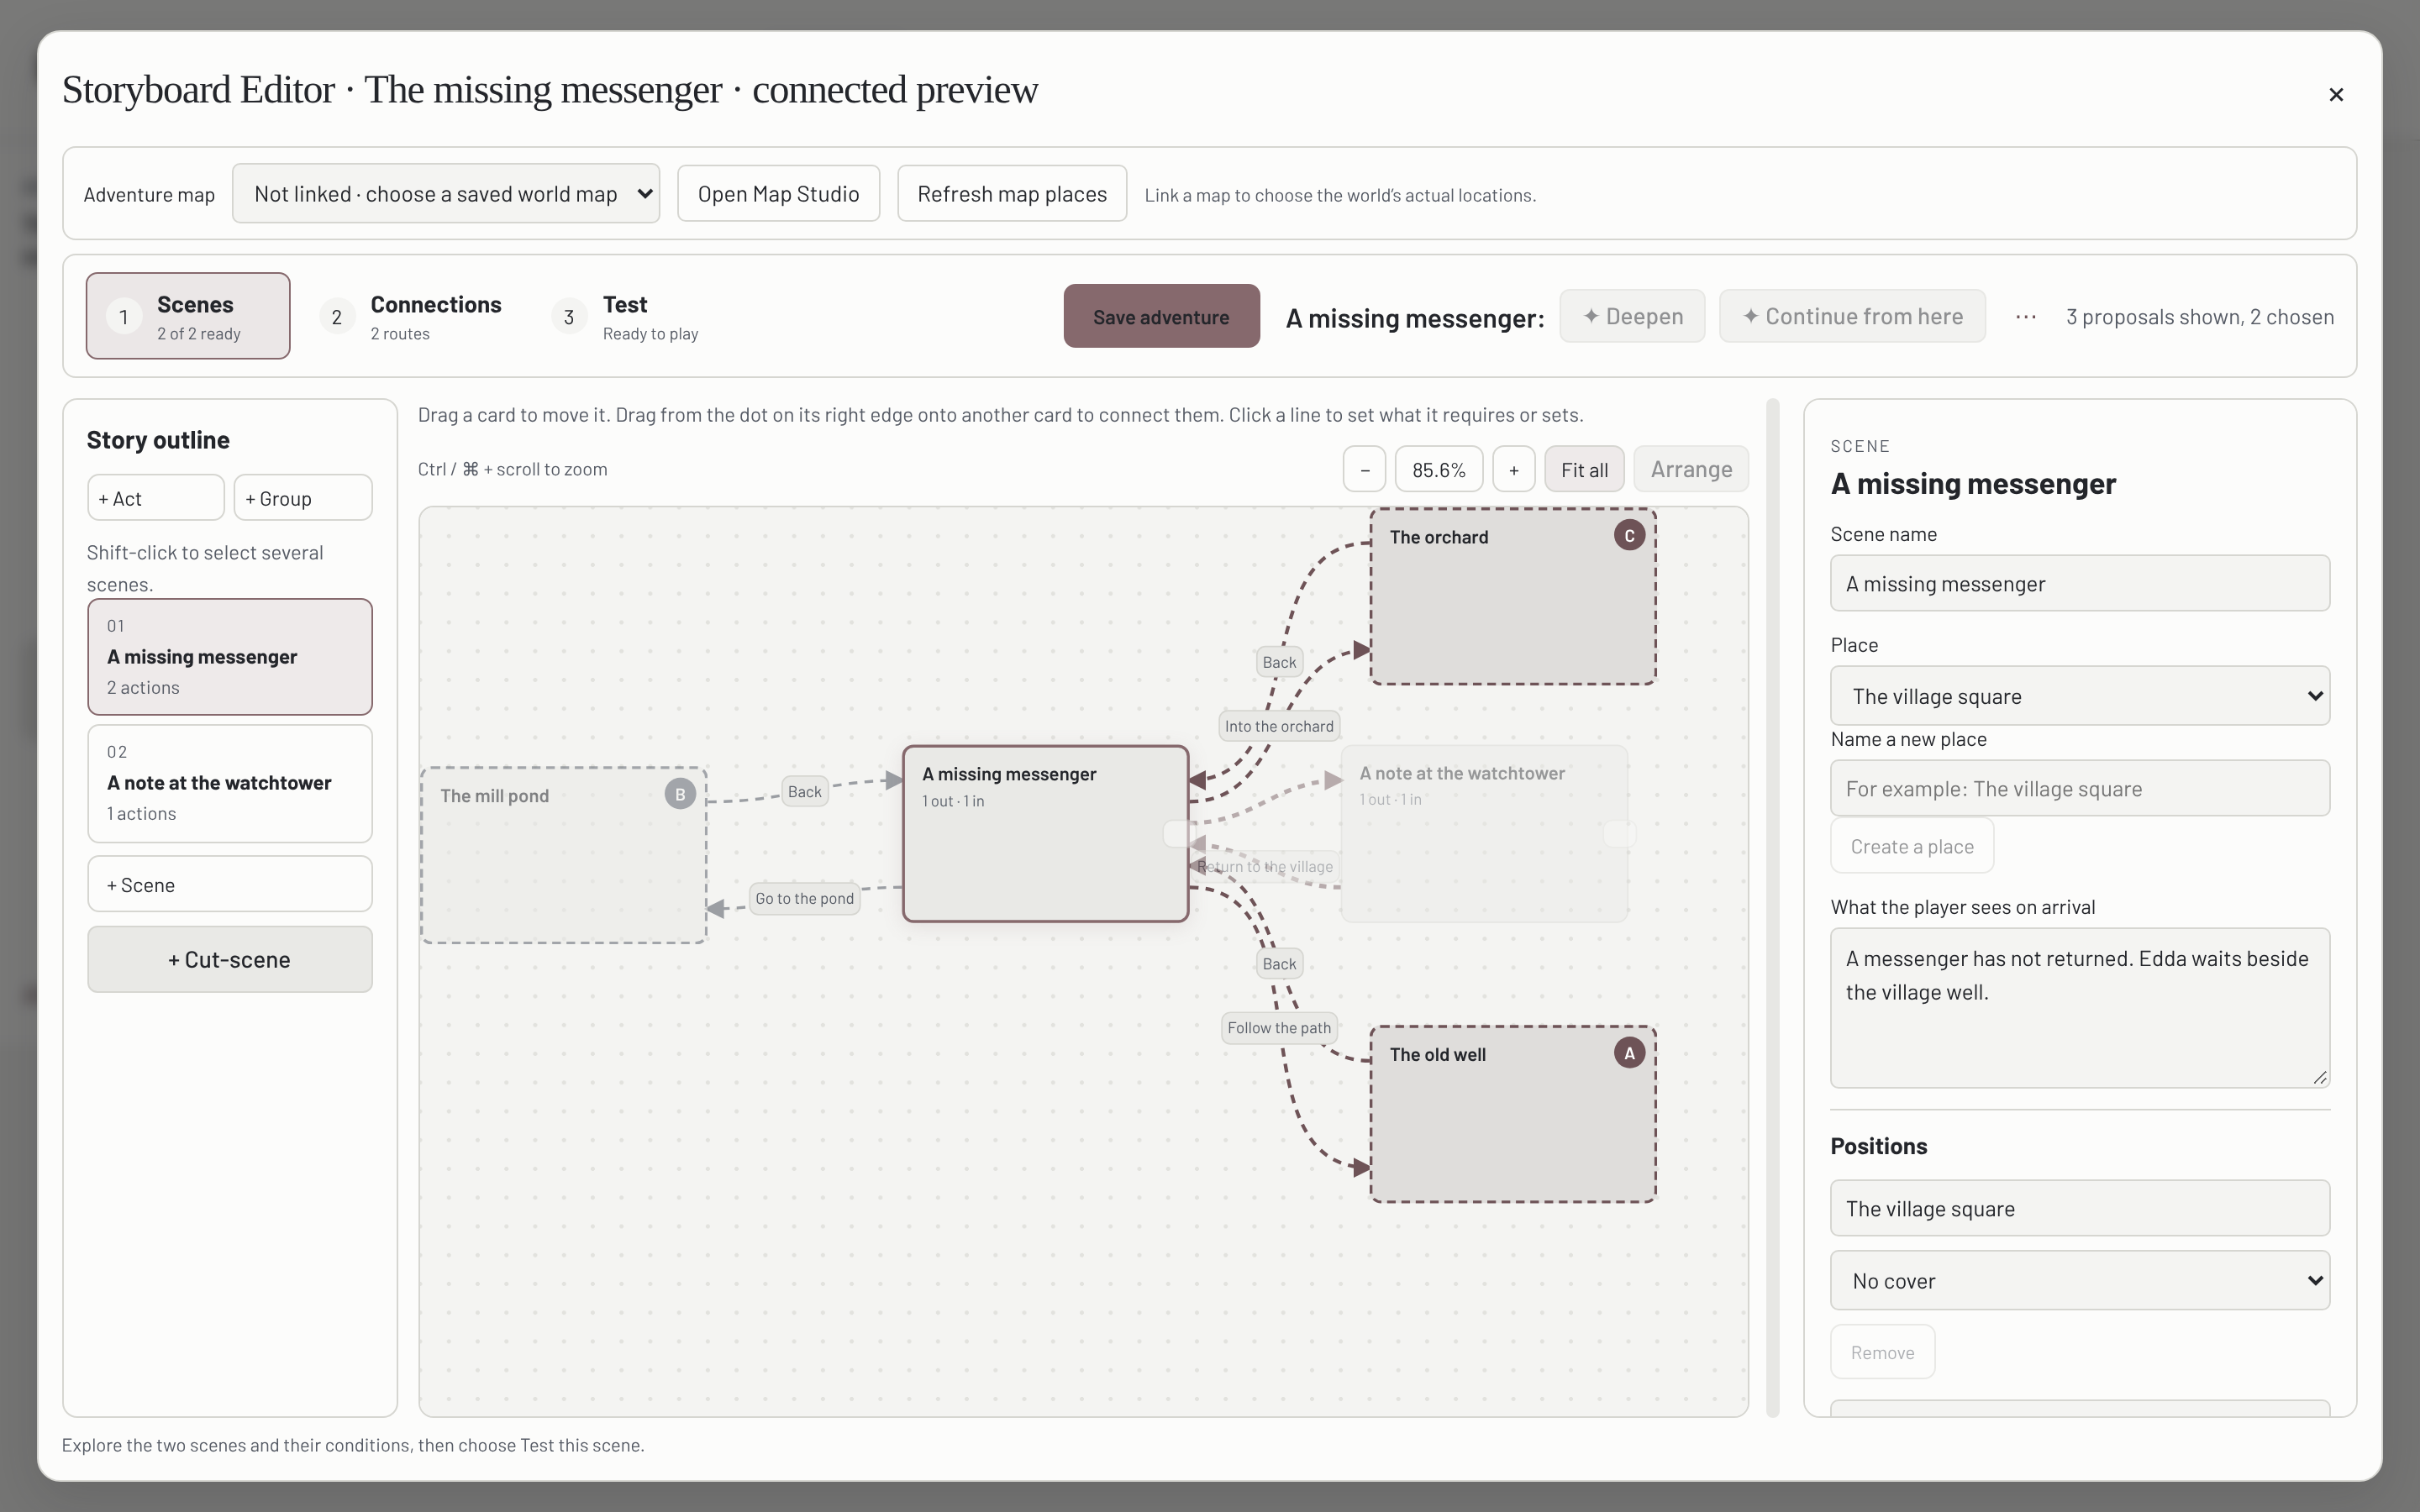 Storyboard Editor · The missing messenger · connected preview
×
Adventure map
Not linked · choose a saved world map
Open Map Studio
Refresh map places
Link a map to choose the world's actual locations.
1
Scenes
2 of 2 ready
2
Connections
2 routes
3
Test
Ready to play
Save adventure
A missing messenger:
✦ Deepen
✦ Continue from here
···
3 proposals shown, 2 chosen
Story outline
+ Act
+ Group
Shift-click to select several
scenes.
01
A missing messenger
2 actions
02
A note at the watchtower
1 actions
+ Scene
+ Cut-scene
Drag a card to move it. Drag from the dot on its right edge onto another card to connect them. Click a line to set what it requires or sets.
Ctrl / ⌘ + scroll to zoom
−
85.6%
+
Fit all
Arrange
The orchard
C
Back
Into the orchard
The mill pond
B
Back
Go to the pond
A missing messenger
1 out · 1 in
A note at the watchtower
1 out · 1 in
Return to the village
Back
Follow the path
The old well
A
SCENE
A missing messenger
Scene name
A missing messenger
Place
The village square
Name a new place
For example: The village square
Create a place
What the player sees on arrival
A messenger has not returned. Edda waits beside
the village well.
Positions
The village square
No cover
Remove
Explore the two scenes and their conditions, then choose Test this scene.